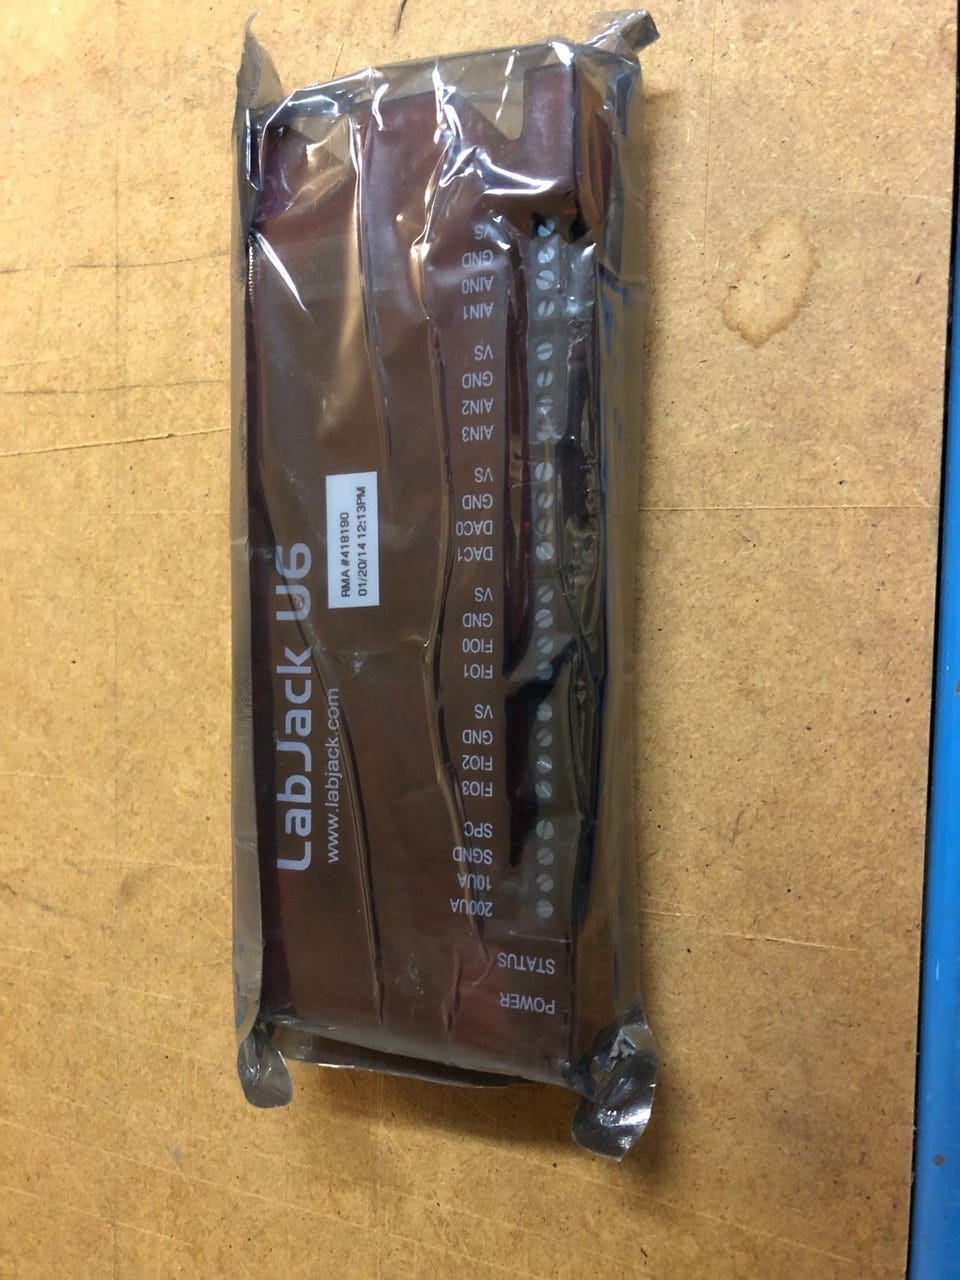 LabJack U6
www.labjack.com
RMA #418190
01/20/14 12:13PM
VS
GND
AIN0
AIN1
VS
GND
AIN2
AIN3
VS
GND
DAC0
DAC1
VS
GND
FIO0
FIO1
VS
GND
FIO2
FIO3
SPC
SGND
10UA
200UA
STATUS
POWER